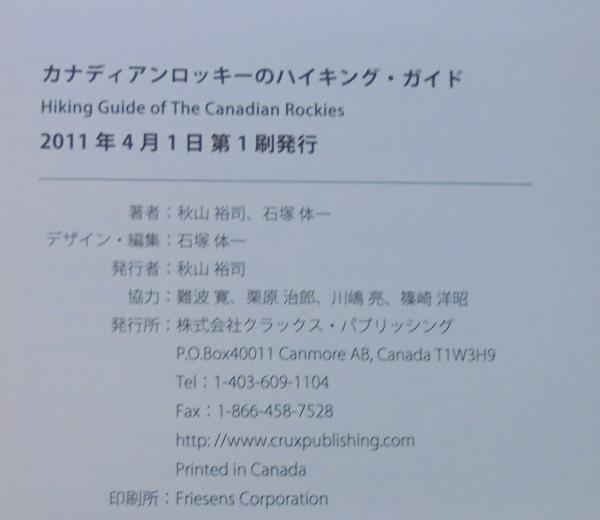 カナディアンロッキーのハイキング・ガイド
Hiking Guide of The Canadian Rockies
2011 年 4 月 1 日 第 1 刷発行
著者：秋山 裕司、石塚 体一
デザイン・編集：石塚 体一
発行者：秋山 裕司
協力：難波 寛、栗原 治郎、川嶋 亮、篠崎 洋昭
発行所：株式会社クラックス・パブリッシング
P.O.Box40011 Canmore AB, Canada T1W3H9
Tel：1-403-609-1104
Fax：1-866-458-7528
http: //www.cruxpublishing.com
Printed in Canada
印刷所：Friesens Corporation